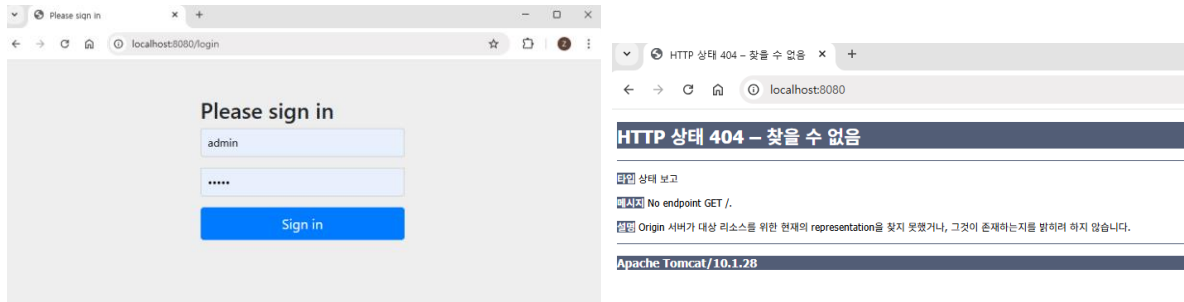 Please sign in
localhost:8080/login
Please sign in
admin
•••••
Sign in
HTTP 상태 404 – 찾을 수 없음
localhost:8080
HTTP 상태 404 – 찾을 수 없음
타입 상태 보고
메시지 No endpoint GET /.
설명 Origin 서버가 대상 리소스를 위한 현재의 representation을 찾지 못했거나, 그것이 존재하는지를 밝히려 하지 않습니다.
Apache Tomcat/10.1.28